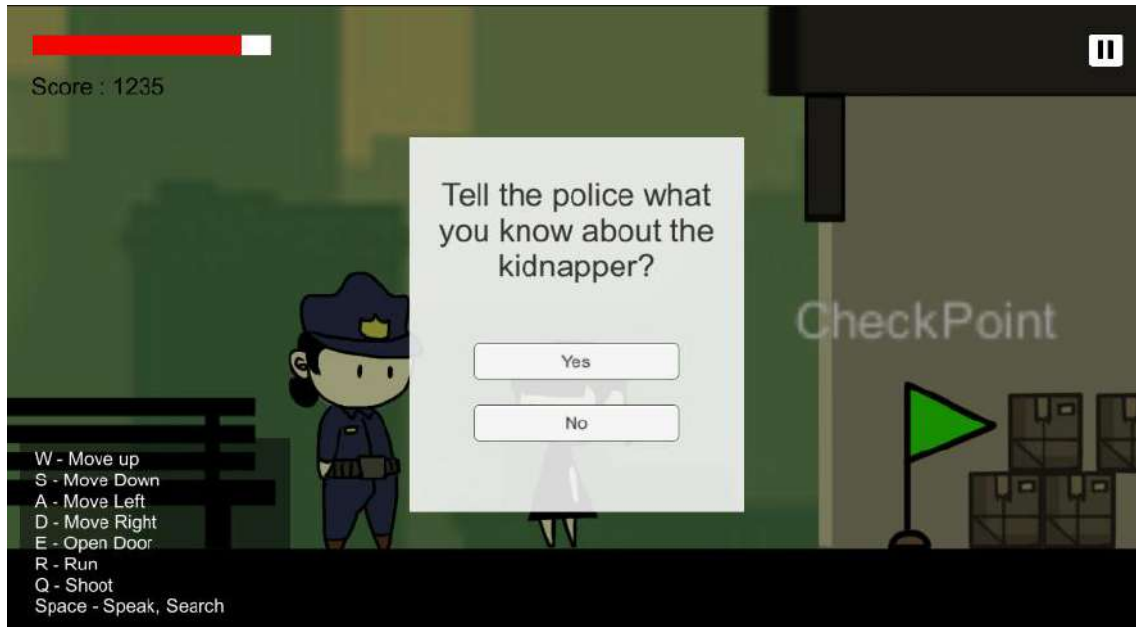 Score : 1235
Tell the police what
you know about the
kidnapper?
Yes
No
CheckPoint
W - Move up
S - Move Down
A - Move Left
D - Move Right
E - Open Door
R - Run
Q - Shoot
Space - Speak, Search